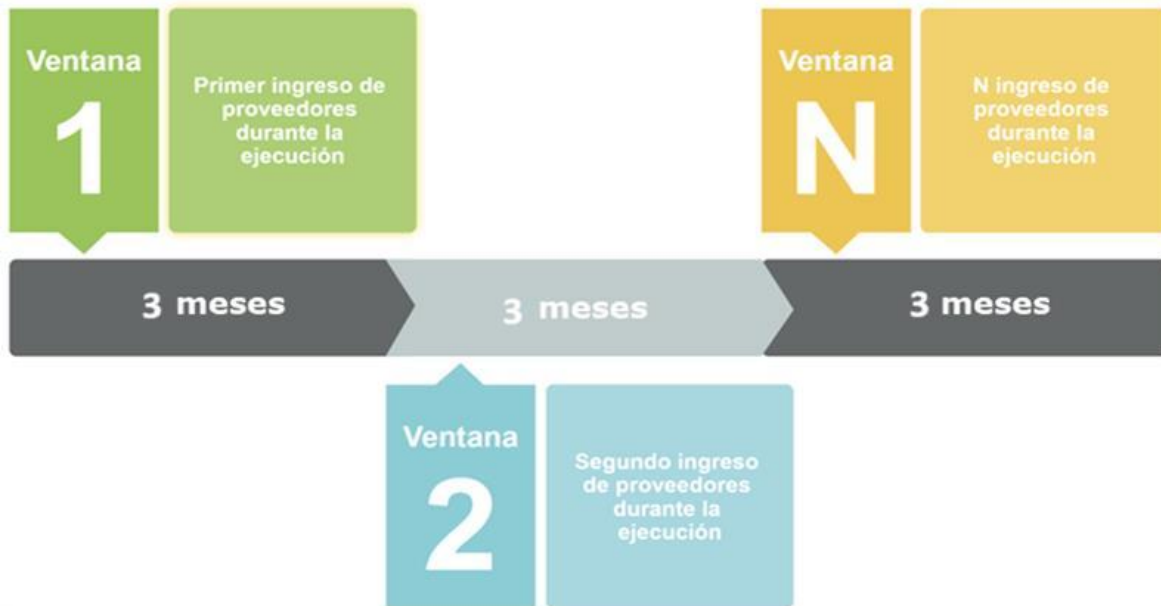 Ventana
1
Primer ingreso de
proveedores
durante la
ejecución
Ventana
N
N ingreso de
proveedores
durante la
ejecución
3 meses
3 meses
3 meses
Ventana
2
Segundo ingreso
de proveedores
durante la
ejecución